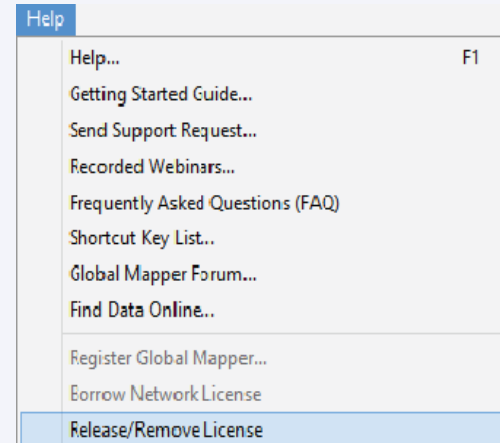 Help
Help... F1
Getting Started Guide...
Send Support Request...
Recorded Webinars...
Frequently Asked Questions (FAQ)
Shortcut Key List...
Global Mapper Forum...
Find Data Online...
Register Global Mapper...
Borrow Network License
Release/Remove License